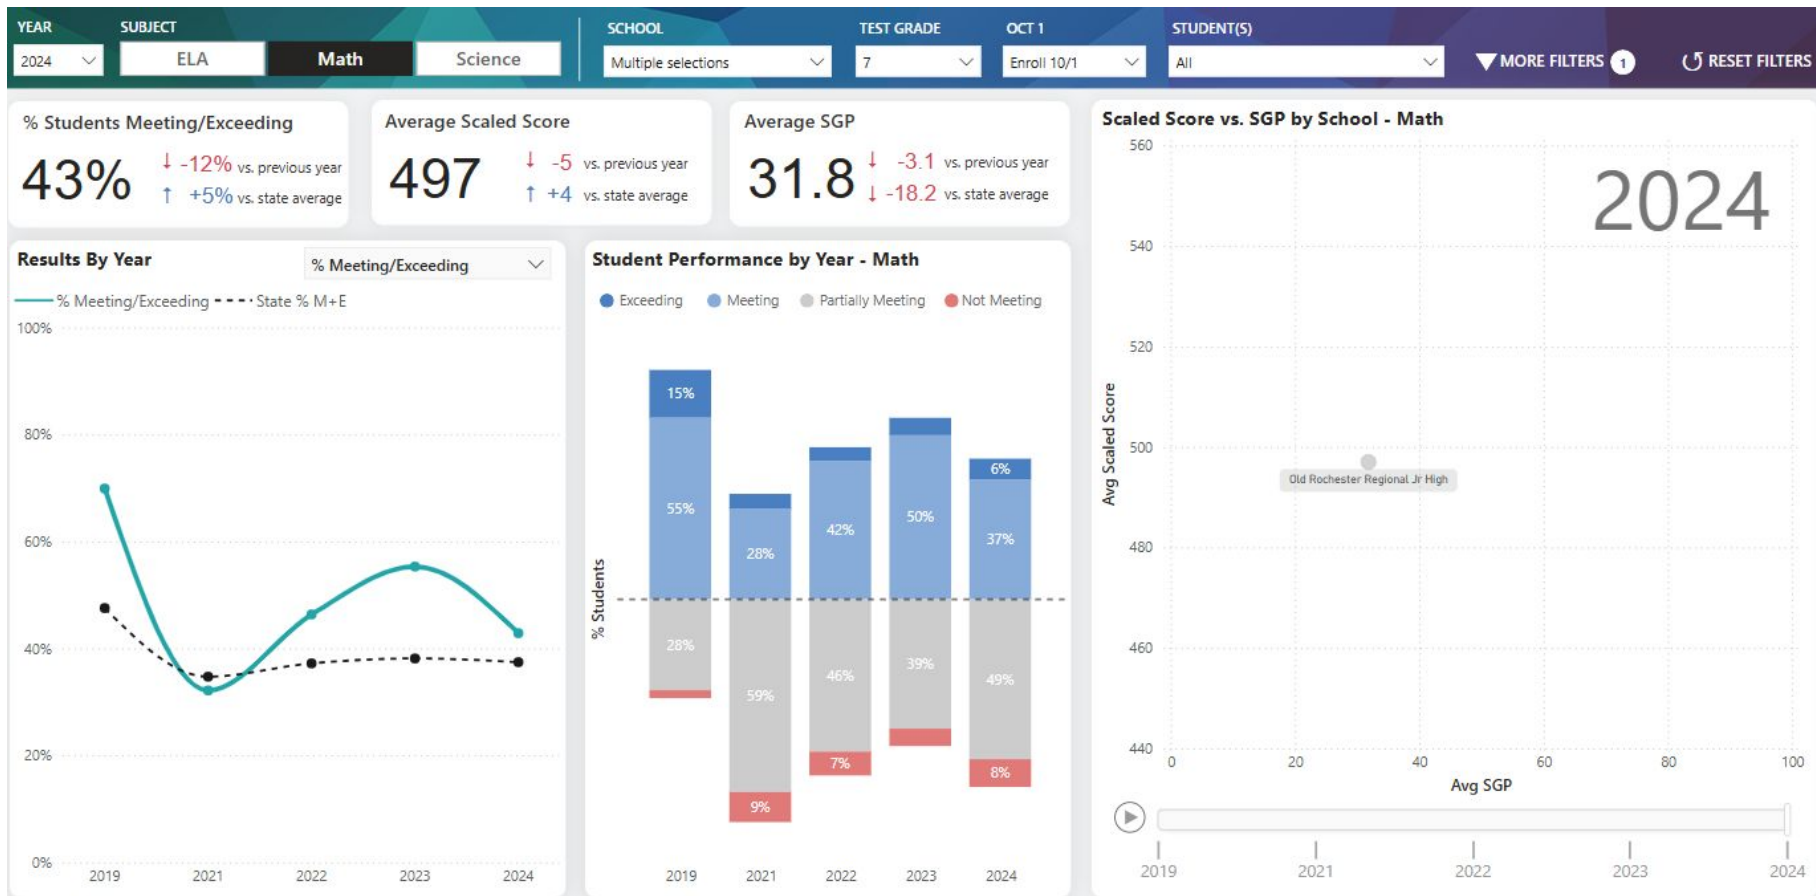 YEAR
SUBJECT
SCHOOL
TEST GRADE
OCT 1
STUDENT(S)
2024
ELA
Math
Science
Multiple selections
7
Enroll 10/1
All
MORE FILTERS 1
RESET FILTERS
% Students Meeting/Exceeding
43%
↓ -12% vs. previous year
↑ +5% vs. state average
Average Scaled Score
497
↓ -5 vs. previous year
↑ +4 vs. state average
Average SGP
31.8
↓ -3.1 vs. previous year
↓ -18.2 vs. state average
Results By Year
% Meeting/Exceeding
% Meeting/Exceeding
State % M+E
100%
80%
60%
40%
20%
0%
2019 2021 2022 2023 2024
Student Performance by Year - Math
Exceeding Meeting Partially Meeting Not Meeting
% Students
15%
55%
28%
28%
59%
9%
42%
46%
7%
50%
39%
6%
37%
49%
8%
2019 2021 2022 2023 2024
Scaled Score vs. SGP by School - Math
2024
Avg Scaled Score
560
540
520
500
480
460
440
Old Rochester Regional Jr High
0 20 40 60 80 100
Avg SGP
2019 2021 2022 2023 2024